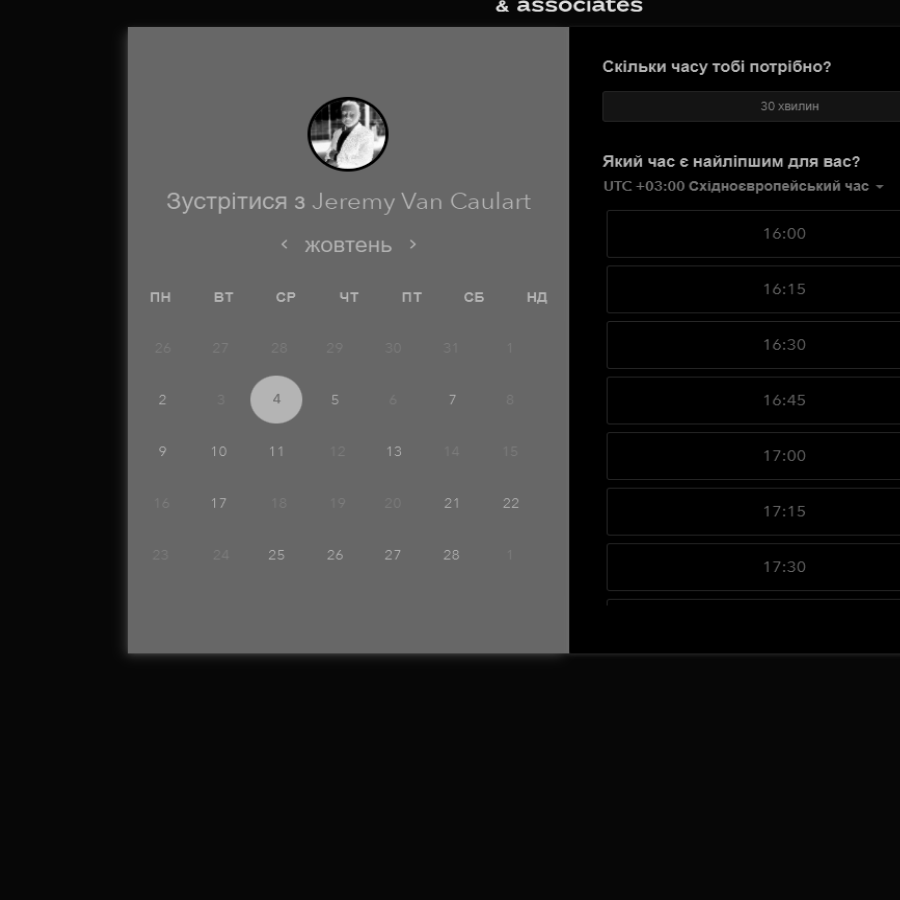 & associates
Зустрітися з Jeremy Van Caulart
‹ жовтень ›
ПН ВТ СР ЧТ ПТ СБ НД
26 27 28 29 30 31 1
2 3 4 5 6 7 8
9 10 11 12 13 14 15
16 17 18 19 20 21 22
23 24 25 26 27 28 1
Скільки часу тобі потрібно?
30 хвилин
Який час є найліпшим для вас?
UTC +03:00 Східноєвропейський час
16:00
16:15
16:30
16:45
17:00
17:15
17:30